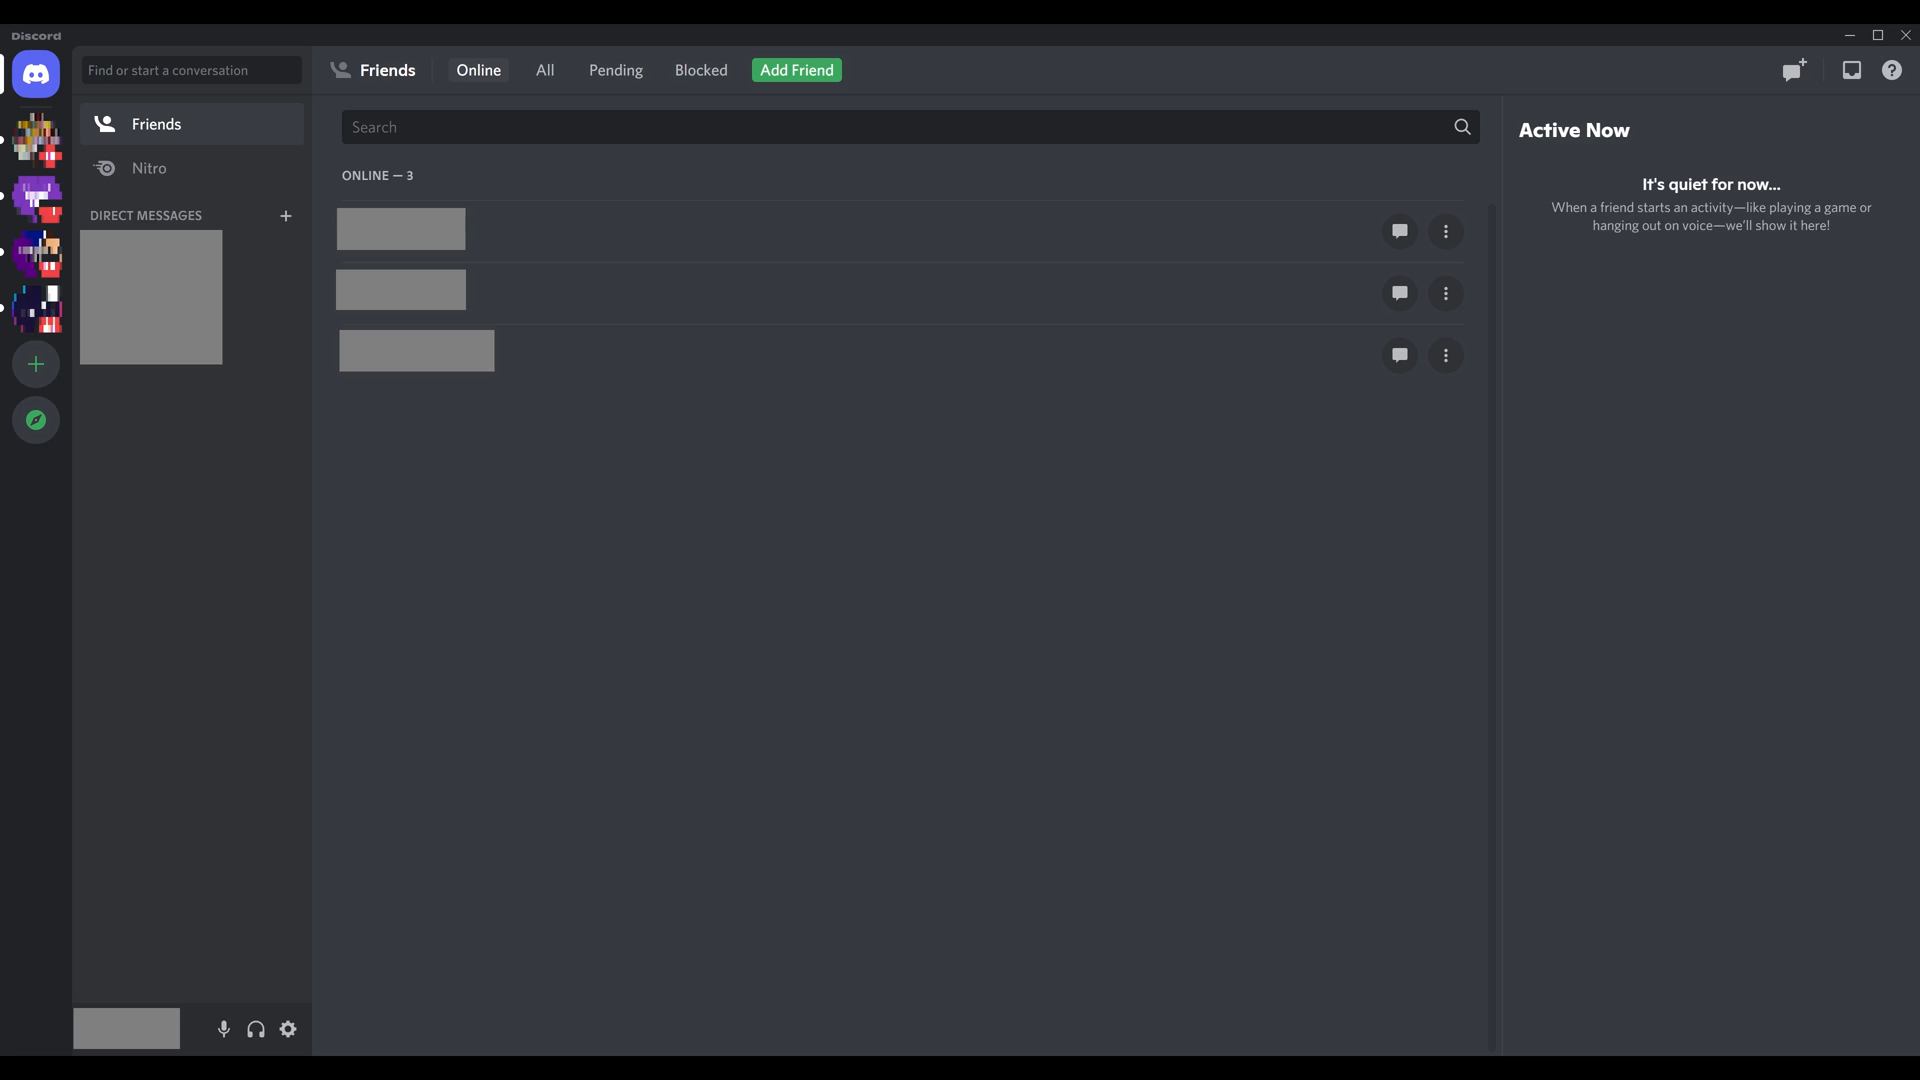 Discord
Find or start a conversation
Friends
Online
All
Pending
Blocked
Add Friend
Friends
Nitro
DIRECT MESSAGES
Search
ONLINE — 3
Active Now
It's quiet for now...
When a friend starts an activity—like playing a game or
hanging out on voice—we'll show it here!